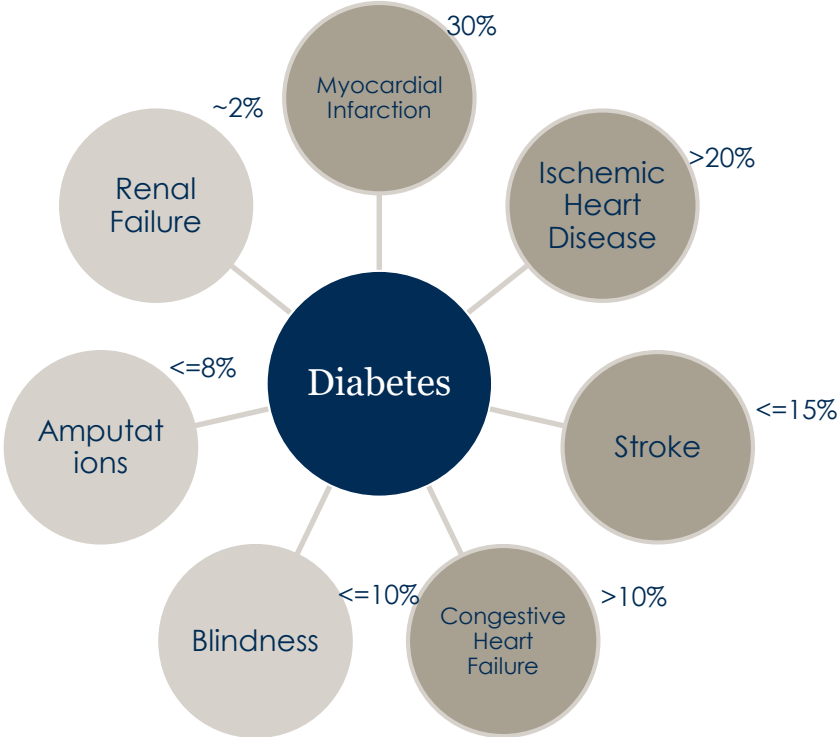 30%
Myocardial
Infarction
~2%
>20%
Ischemic
Heart
Disease
Renal
Failure
<=8%
Diabetes
<=15%
Amputat
ions
Stroke
<=10%
>10%
Congestive
Heart
Failure
Blindness